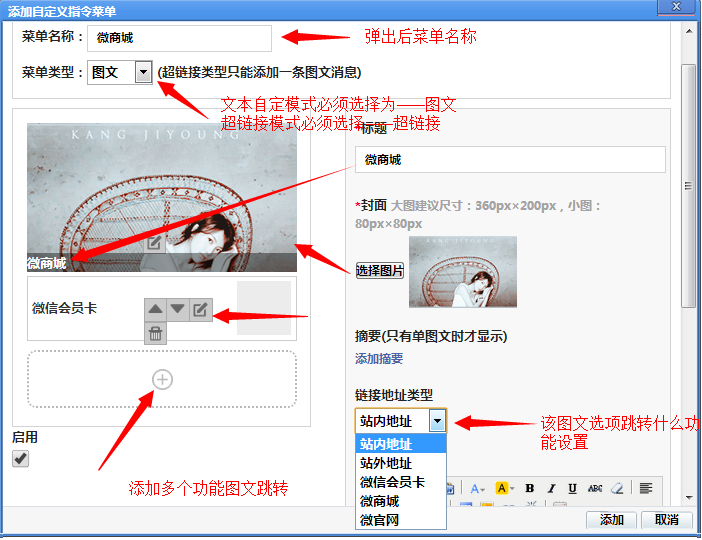 添加自定义指令菜单
菜单名称： 微商城
弹出后菜单名称
菜单类型： 图文 (超链接类型只能添加一条图文消息)
文本自定模式必须选择为——图文
超链接模式必须选择——超链接
KANG JIYOUNG
微商城
微信会员卡
启用
添加多个功能图文跳转
*标题
微商城
*封面 大图建议尺寸：360px×200px，小图：
80px×80px
选择图片
摘要(只有单图文时才显示)
添加摘要
链接地址类型
站内地址
该图文选项跳转什么功
能设置
站内地址
站外地址
微信会员卡
微商城
微官网
A A B I U ABC
添加 取消